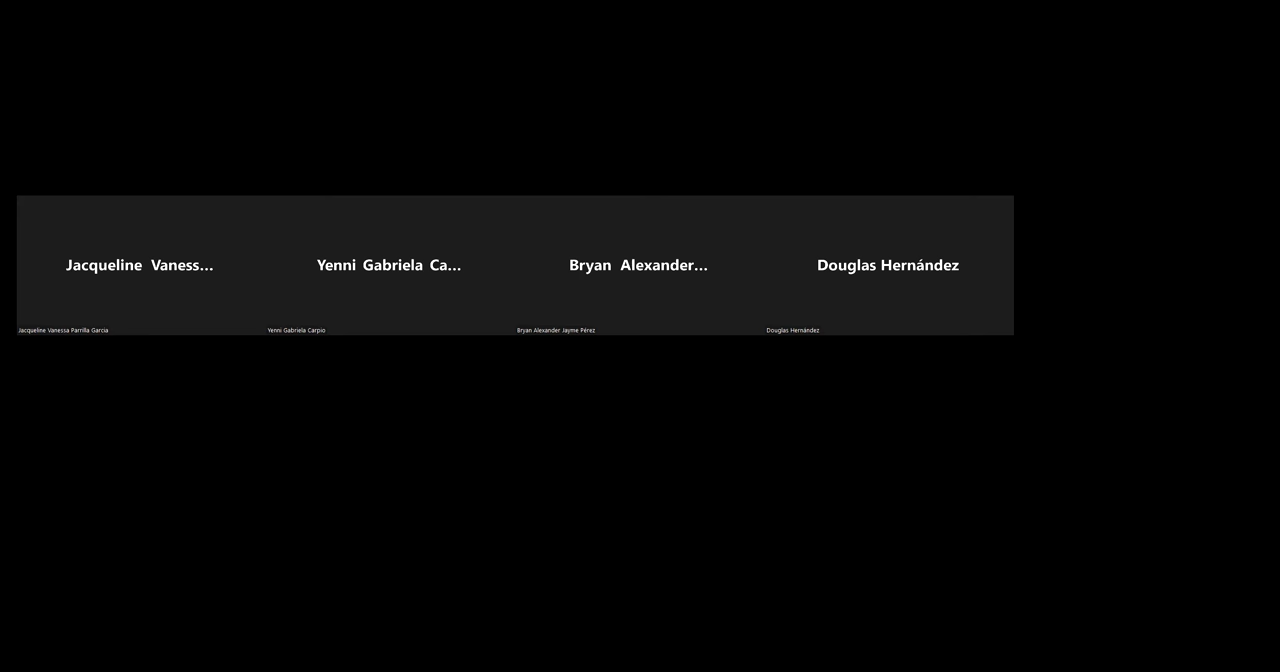 Jacqueline Vaness...
Yenni Gabriela Ca...
Bryan Alexander...
Douglas Hernández
Jacqueline Vanessa Parrilla Garcia
Yenni Gabriela Carpio
Bryan Alexander Jayme Pérez
Douglas Hernández